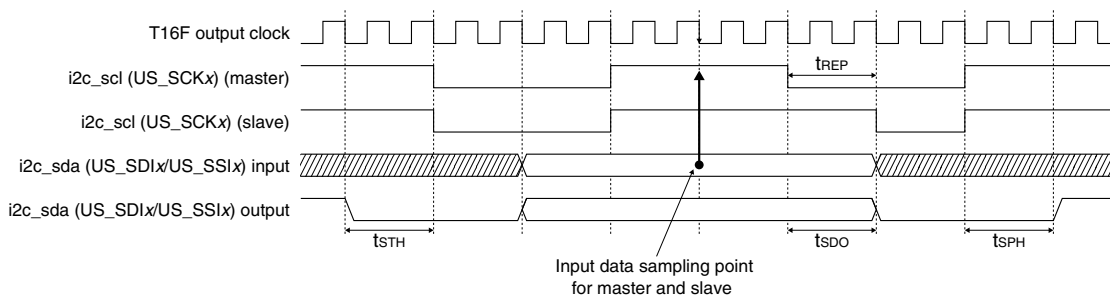 T16F output clock
i2c_scl (US_SCKx) (master)
tREP
i2c_scl (US_SCKx) (slave)
i2c_sda (US_SDIx/US_SSIx) input
i2c_sda (US_SDIx/US_SSIx) output
tSTH
tSDO
tSPH
Input data sampling point
for master and slave